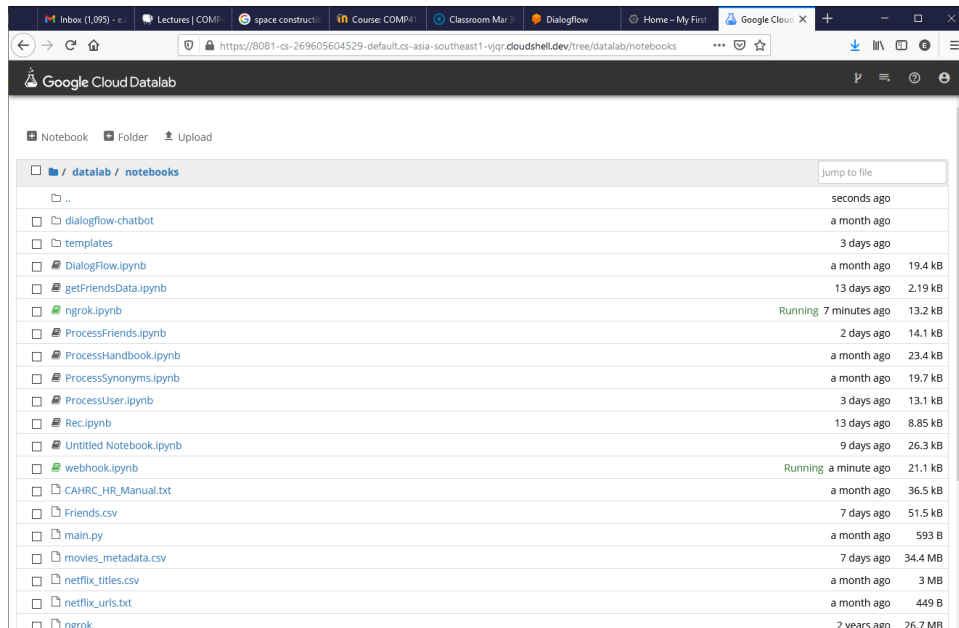 Inbox (1,095) - e.
Lectures | COMP
space constructi
Course: COMP41
Classroom Mar 3
Dialogflow
Home – My First
Google Cloud
https://8081-cs-269605604529-default.cs-asia-southeast1-vjqr.cloudshell.dev/tree/datalab/notebooks
E
Google Cloud Datalab
Notebook Folder Upload
/ datalab / notebooks Jump to file
.. seconds ago
dialogflow-chatbot a month ago
templates 3 days ago
DialogFlow.ipynb a month ago 19.4 kB
getFriendsData.ipynb 13 days ago 2.19 kB
ngrok.ipynb Running 7 minutes ago 13.2 kB
ProcessFriends.ipynb 2 days ago 14.1 kB
ProcessHandbook.ipynb a month ago 23.4 kB
ProcessSynonyms.ipynb a month ago 19.7 kB
ProcessUser.ipynb 3 days ago 13.1 kB
Rec.ipynb 13 days ago 8.85 kB
Untitled Notebook.ipynb 9 days ago 26.3 kB
webhook.ipynb Running a minute ago 21.1 kB
CAHRC_HR_Manual.txt a month ago 36.5 kB
Friends.csv 7 days ago 51.5 kB
main.py a month ago 593 B
movies_metadata.csv 7 days ago 34.4 MB
netflix_titles.csv a month ago 3 MB
netflix_urls.txt a month ago 449 B
ngrok 2 years ago 26.7 MB